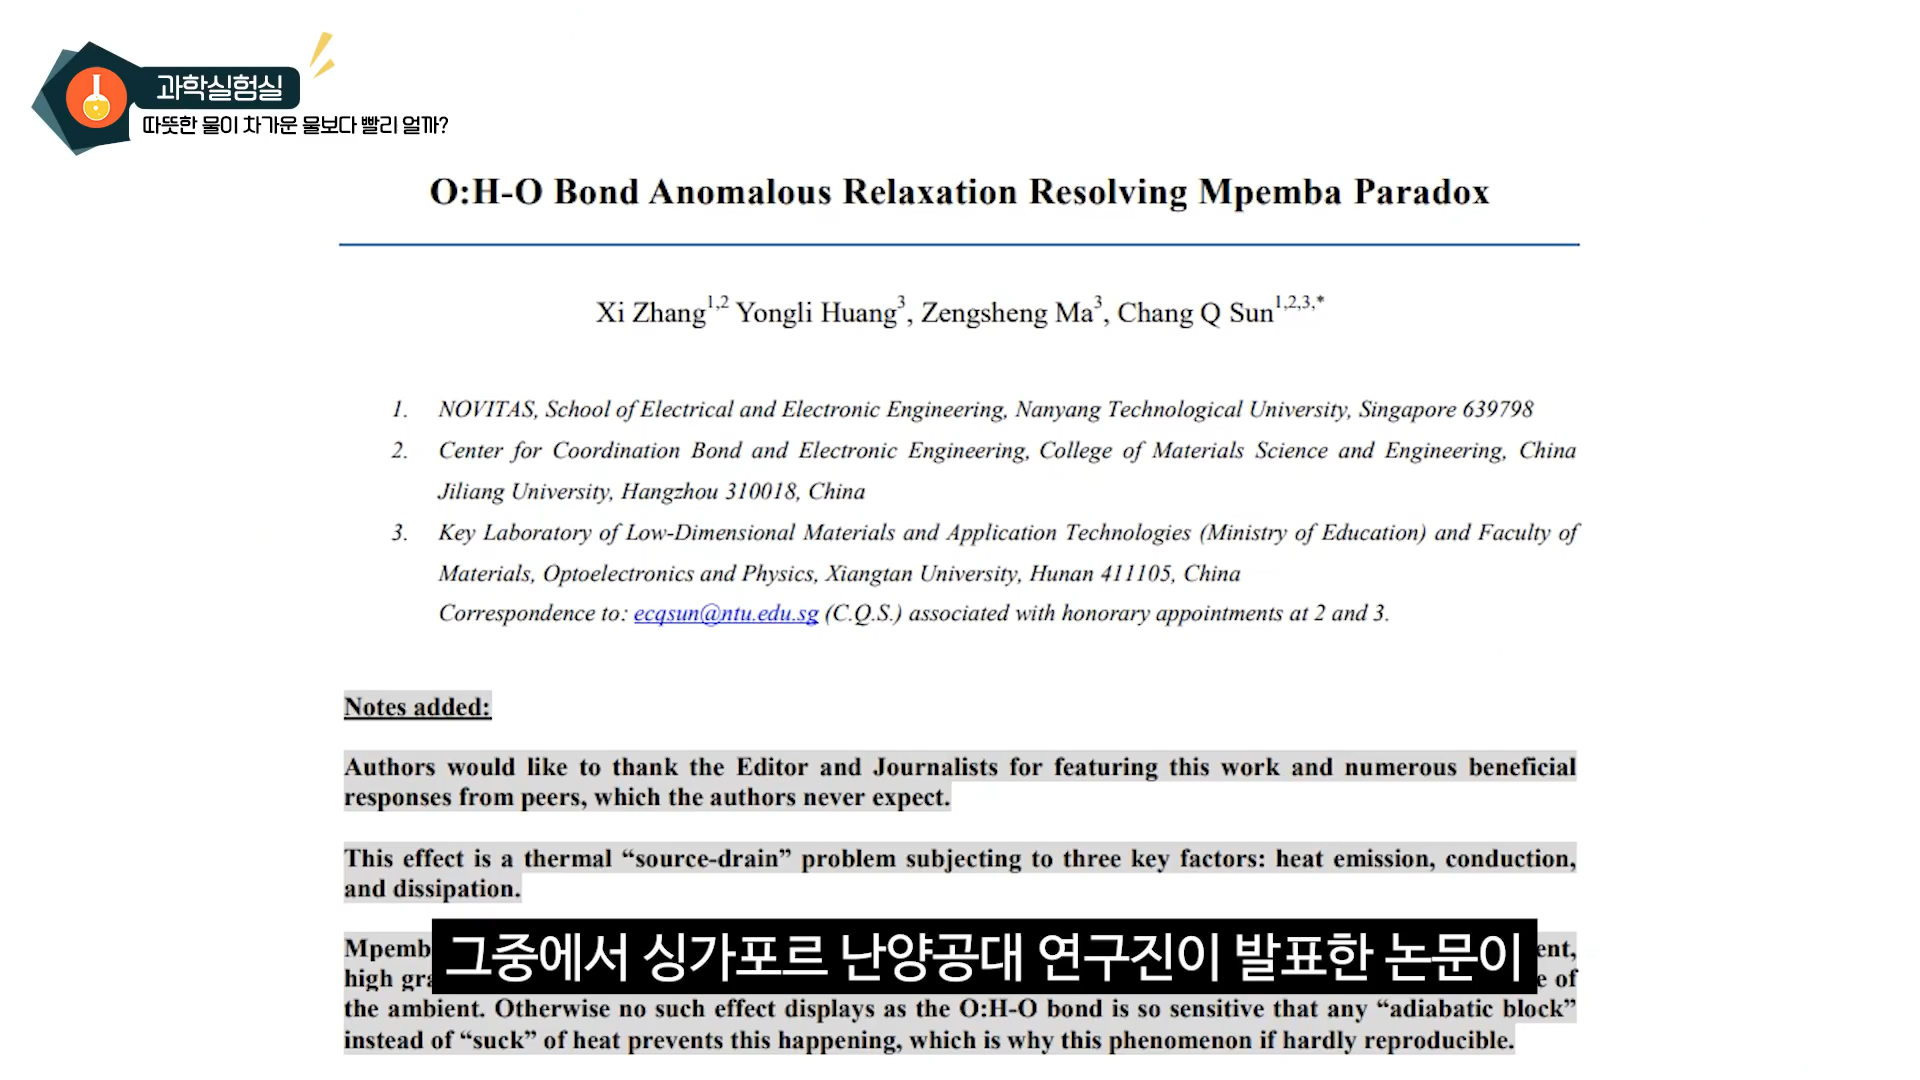 과학실험실
따뜻한 물이 차가운 물보다 빨리 얼까?
O:H-O Bond Anomalous Relaxation Resolving Mpemba Paradox
Xi Zhang1,2 Yongli Huang3, Zengsheng Ma3, Chang Q Sun1,2,3,*
1. NOVITAS, School of Electrical and Electronic Engineering, Nanyang Technological University, Singapore 639798
2. Center for Coordination Bond and Electronic Engineering, College of Materials Science and Engineering, China
Jiliang University, Hangzhou 310018, China
3. Key Laboratory of Low-Dimensional Materials and Application Technologies (Ministry of Education) and Faculty of
Materials, Optoelectronics and Physics, Xiangtan University, Hunan 411105, China
Correspondence to: ecqsun@ntu.edu.sg (C.Q.S.) associated with honorary appointments at 2 and 3.
Notes added:
Authors would like to thank the Editor and Journalists for featuring this work and numerous beneficial
responses from peers, which the authors never expect.
This effect is a thermal “source-drain” problem subjecting to three key factors: heat emission, conduction,
and dissipation.
그중에서 싱가포르 난양공대 연구진이 발표한 논문이
high
of
the ambient. Otherwise no such effect displays as the O:H-O bond is so sensitive that any “adiabatic block”
instead of “suck” of heat prevents this happening, which is why this phenomenon if hardly reproducible.